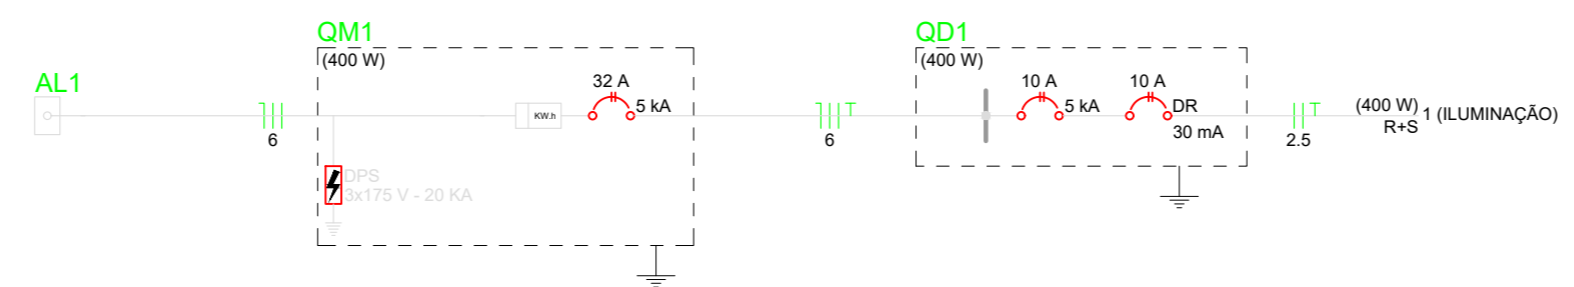 AL1
6
QM1
(400 W)
KW.h
32 A
5 kA
DPS
3x175 V - 20 KA
T
6
QD1
(400 W)
10 A
5 kA
10 A
DR
30 mA
T
2.5
(400 W)
R+S
1 (ILUMINAÇÃO)